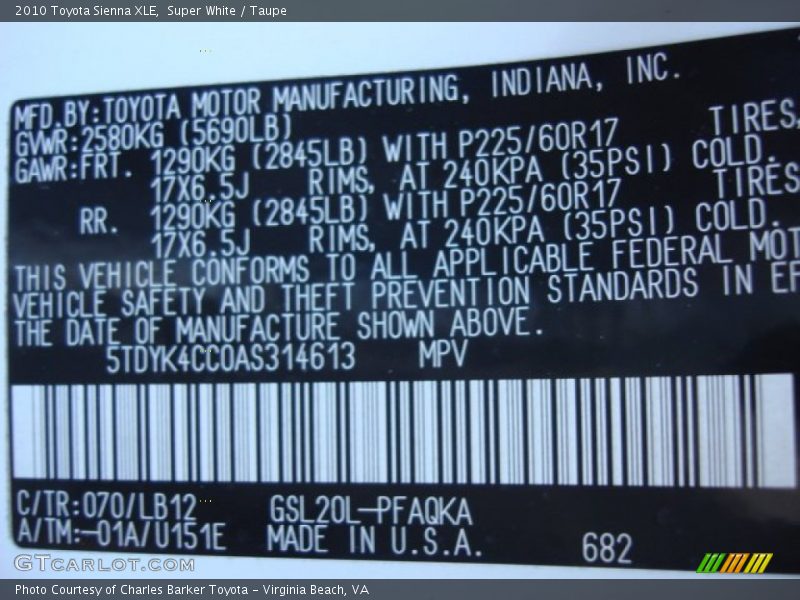 2010 Toyota Sienna XLE,  Super White / Taupe
MFD.BY:TOYOTA MOTOR MANUFACTURING, INDIANA, INC.
GVWR:2580KG (5690LB)
GAWR:FRT. 1290KG (2845LB) WITH P225/60R17 TIRES,
17X6.5J RIMS, AT 240KPA (35PSI) COLD.
RR. 1290KG (2845LB) WITH P225/60R17 TIRES
17X6.5J RIMS, AT 240KPA (35PSI) COLD.
THIS VEHICLE CONFORMS TO ALL APPLICABLE FEDERAL MOT
VEHICLE SAFETY AND THEFT PREVENTION STANDARDS IN EF
THE DATE OF MANUFACTURE SHOWN ABOVE.
5TDYK4CC0AS314613 MPV
C/TR:070/LB12 GSL20L-PFAQKA
A/TM:-01A/U151E MADE IN U.S.A. 682
GTCARLOT.COM
Photo Courtesy of Charles Barker Toyota - Virginia Beach, VA